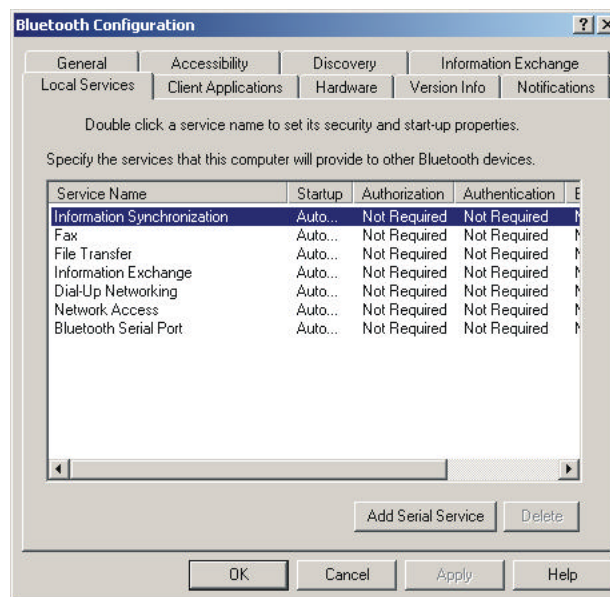 Bluetooth Configuration
General Accessibility Discovery Information Exchange
Local Services Client Applications Hardware Version Info Notifications
Double click a service name to set its security and start-up properties.
Specify the services that this computer will provide to other Bluetooth devices.
Service Name Startup Authorization Authentication E
Information Synchronization Auto... Not Required Not Required
Fax Auto... Not Required Not Required
File Transfer Auto... Not Required Not Required
Information Exchange Auto... Not Required Not Required
Dial-Up Networking Auto... Not Required Not Required
Network Access Auto... Not Required Not Required
Bluetooth Serial Port Auto... Not Required Not Required
Add Serial Service Delete
OK Cancel Apply Help